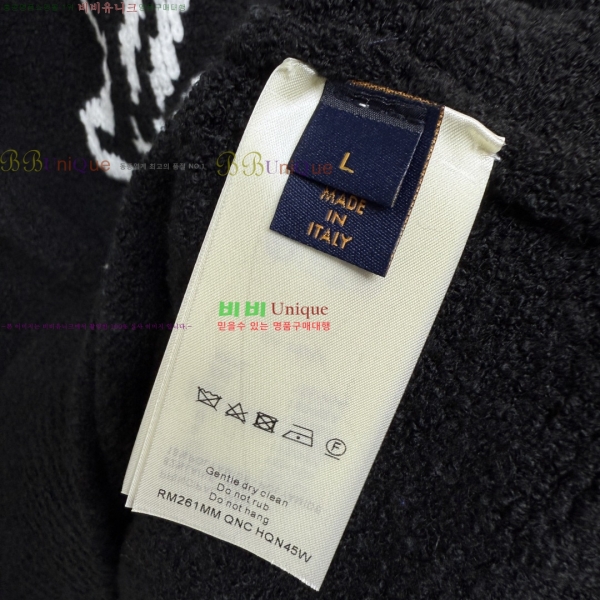 비비유니크
BBUnique
BBUnique
L
MADE
IN
ITALY
비비 Unique
믿을수 있는 명품구매대행
F
Gentle dry clean
Do not rub
Do not hang
RM261MM QNC HQN45W